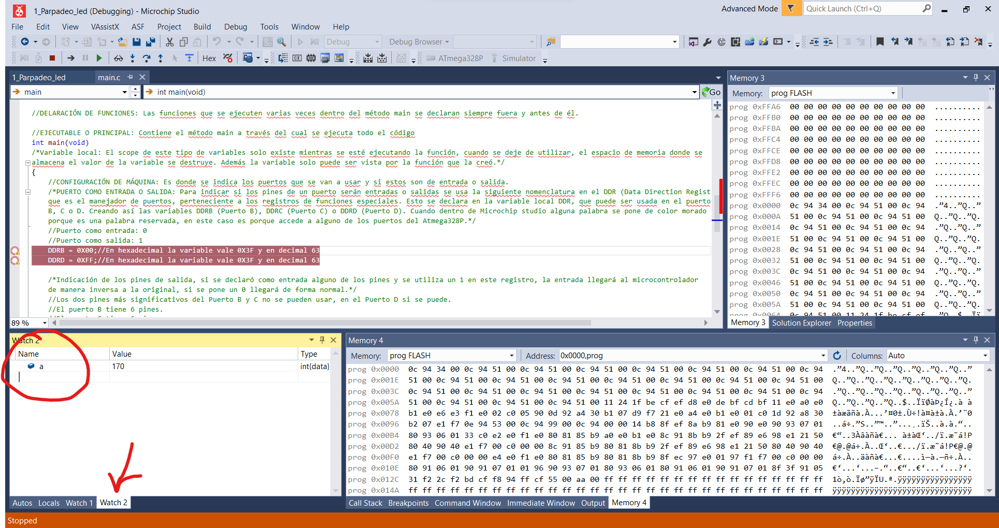 1_Parpadeo_led (Debugging) - Microchip Studio
Advanced Mode
Quick Launch (Ctrl+Q)
File Edit View VAssistX ASF Project Build Debug Tools Window Help
Debug Debug Browser
Hex ATmega328P Simulator
1_Parpadeo_led main.c
main int main(void) Go
//DELARACIÓN DE FUNCIONES: Las funciones que se ejecuten varias veces dentro del método main se declaran siempre fuera y antes de él.
//EJECUTABLE O PRINCIPAL: Contiene el método main a través del cual se ejecuta todo el código
int main(void)
/*Variable local: El scope de este tipo de variables solo existe mientras se esté ejecutando la función, cuando se deje de utilizar, el espacio de memoria donde se
almacena el valor de la variable se destruye. Además la variable solo puede ser vista por la función que la creó.*/
{
//CONFIGURACIÓN DE MÁQUINA: Es donde se indica los puertos que se van a usar y si estos son de entrada o salida.
/*PUERTO COMO ENTRADA O SALIDA: Para indicar si los pines de un puerto serán entradas o salidas se usa la siguiente nomenclatura en el DDR (Data Direction Regist
que es el manejador de puertos, perteneciente a los registros de funciones especiales. Esto se declara en la variable local DDR, que puede ser usada en el puerto
B, C o D. Creando así las variables DDRB (Puerto B), DDRC (Puerto C) o DDRD (Puerto D). Cuando dentro de Microchip studio alguna palabra se pone de color morado
porque es una palabra reservada, en este caso es porque accede a alguno de los puertos del Atmega328P.*/
//Puerto como entrada: 0
//Puerto como salida: 1
DDRB = 0X00;//En hexadecimal la variable vale 0X3F y en decimal 63
DDRD = 0XFF;//En hexadecimal la variable vale 0X3F y en decimal 63
/*Indicación de los pines de salida, si se declaró como entrada alguno de los pines y se utiliza un 1 en este registro, la entrada llegará al microcontrolador
de manera inversa a la original, si se pone un 0 llegará de forma normal.*/
//Los dos pines más significativos del Puerto B y C no se pueden usar, en el Puerto D si se puede.
//El puerto B tiene 6 pines.
89 %
Memory 3
Memory: prog FLASH
prog 0xFFA6 00 00 00 00 00 00 00 00 00 00 ..........
prog 0xFFB0 00 00 00 00 00 00 00 00 00 00 ..........
prog 0xFFBA 00 00 00 00 00 00 00 00 00 00 ..........
prog 0xFFC4 00 00 00 00 00 00 00 00 00 00 ..........
prog 0xFFCE 00 00 00 00 00 00 00 00 00 00 ..........
prog 0xFFD8 00 00 00 00 00 00 00 00 00 00 ..........
prog 0xFFE2 00 00 00 00 00 00 00 00 00 00 ..........
prog 0xFFEC 00 00 00 00 00 00 00 00 00 00 ..........
prog 0xFFF6 00 00 00 00 00 00 00 00 00 00 ..........
prog 0x0000 0c 94 34 00 0c 94 51 00 0c 94 .”4..”Q..”
prog 0x000A 51 00 0c 94 51 00 0c 94 51 00 Q..”Q..”Q.
prog 0x0014 0c 94 51 00 0c 94 51 00 0c 94 .”Q..”Q..”
prog 0x001E 51 00 0c 94 51 00 0c 94 51 00 Q..”Q..”Q.
prog 0x0028 0c 94 51 00 0c 94 51 00 0c 94 .”Q..”Q..”
prog 0x0032 51 00 0c 94 51 00 0c 94 51 00 Q..”Q..”Q.
prog 0x003C 0c 94 51 00 0c 94 51 00 0c 94 .”Q..”Q..”
prog 0x0046 51 00 0c 94 51 00 0c 94 51 00 Q..”Q..”Q.
prog 0x0050 0c 94 51 00 0c 94 51 00 0c 94 .”Q..”Q..”
prog 0x005A 51 00 0c 94 51 00 0c 94 51 00 Q..”Q..”Q.
prog 0x0064 0c 94 51 00 11 24 1f be cf ef
Memory 3 Solution Explorer Properties
Watch 2
Name Value Type
a 170 int{data}
Autos Locals Watch 1 Watch 2
Memory 4
Memory: prog FLASH Address: 0x0000,prog Columns: Auto
prog 0x0000 0c 94 34 00 0c 94 51 00 0c 94 51 00 0c 94 51 00 0c 94 51 00 0c 94 51 00 0c 94 51 00 0c 94
prog 0x001E 51 00 0c 94 51 00 0c 94 51 00 0c 94 51 00 0c 94 51 00 0c 94 51 00 0c 94 51 00 0c 94 51 00
prog 0x003C 0c 94 51 00 0c 94 51 00 0c 94 51 00 0c 94 51 00 0c 94 51 00 0c 94 51 00 0c 94 51 00 0c 94
prog 0x005A 51 00 0c 94 51 00 0c 94 51 00 0c 94 51 00 11 24 1f be cf ef d8 e0 de bf cd bf 11 e0 a0 e0
prog 0x0078 b1 e0 e6 e3 f1 e0 02 c0 05 90 0d 92 a4 30 b1 07 d9 f7 21 e0 a4 e0 b1 e0 01 c0 1d 92 a8 30
prog 0x0096 b2 07 e1 f7 0e 94 53 00 0c 94 99 00 0c 94 00 00 14 b8 8f ef 8a b9 81 e0 90 e0 90 93 07 01
prog 0x00B4 80 93 06 01 33 c0 e2 e0 f1 e0 80 81 85 b9 a0 e0 b1 e0 8c 91 8b b9 2f ef 89 e6 98 e1 21 50
prog 0x00D2 80 40 90 40 e1 f7 00 c0 00 00 8c 91 85 b9 80 81 8b b9 2f ef 89 e6 98 e1 21 50 80 40 90 40
prog 0x00F0 e1 f7 00 c0 00 00 e4 e0 f1 e0 80 81 85 b9 80 81 8b b9 8f ec 97 e0 01 97 f1 f7 00 c0 00 00
prog 0x010E 80 91 06 01 90 91 07 01 01 96 90 93 07 01 80 93 06 01 80 91 06 01 90 91 07 01 8f 3f 91 05
prog 0x012C 31 f2 2c f2 bd cf f8 94 ff cf 55 00 aa 00 ff ff ff ff ff ff ff ff ff ff ff ff ff ff ff ff
prog 0x014A ff ff ff ff ff ff ff ff ff ff ff ff ff ff ff ff ff ff ff ff ff ff ff ff ff ff ff ff ff ff
Call Stack Breakpoints Command Window Immediate Window Output Memory 4
Stopped